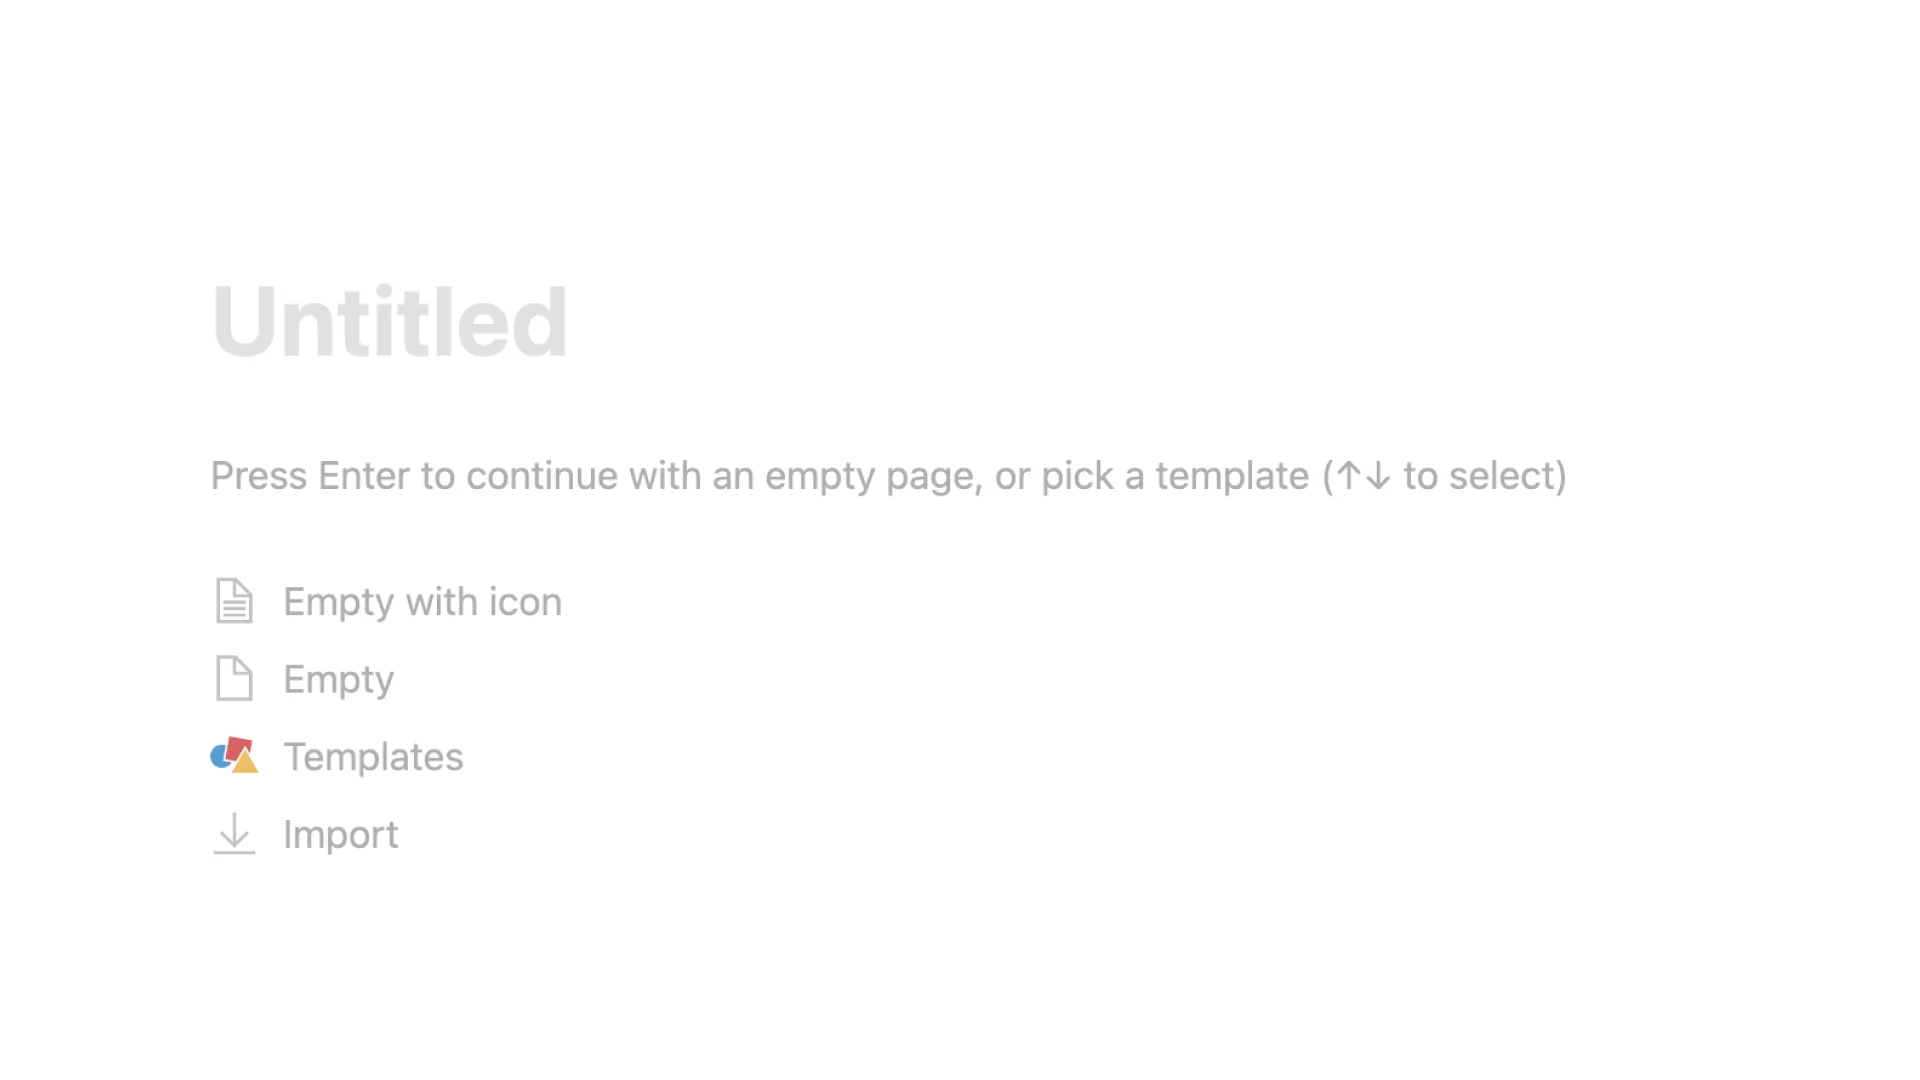 Untitled
Press Enter to continue with an empty page, or pick a template (↑↓ to select)
Empty with icon
Empty
Templates
Import